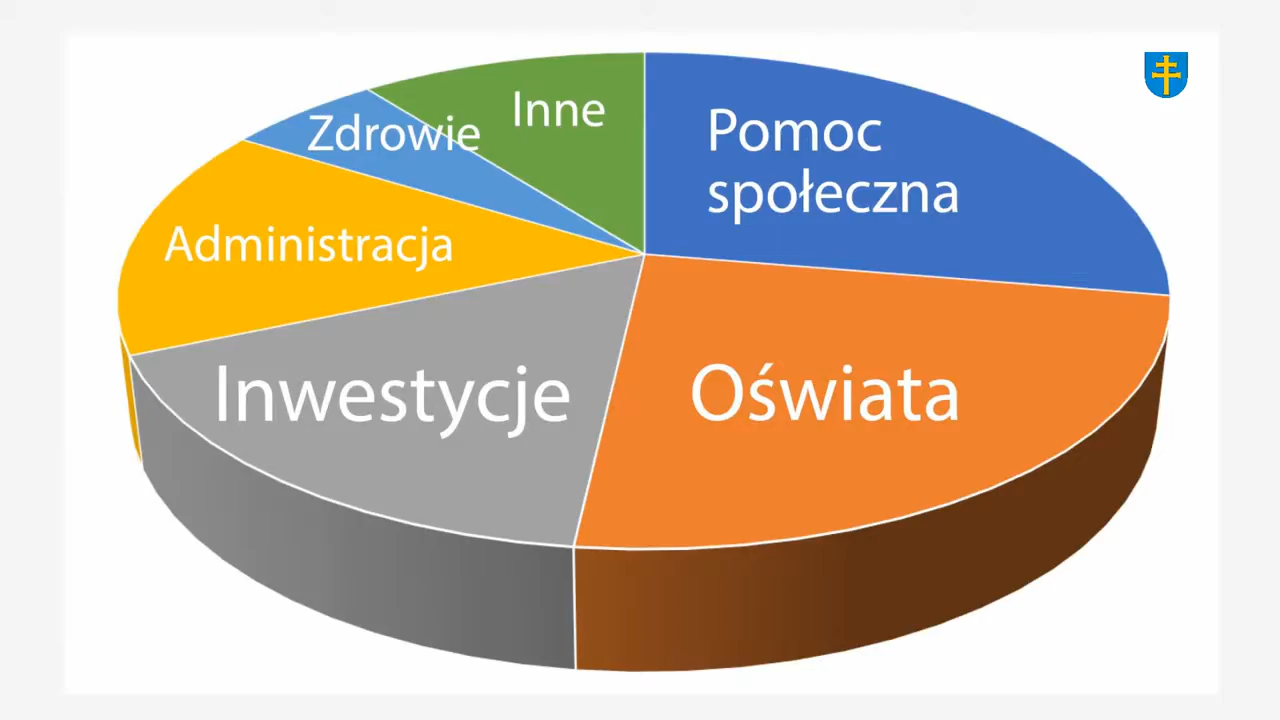 Inne
Zdrowie
Pomoc
społeczna
Administracja
Inwestycje
Oświata